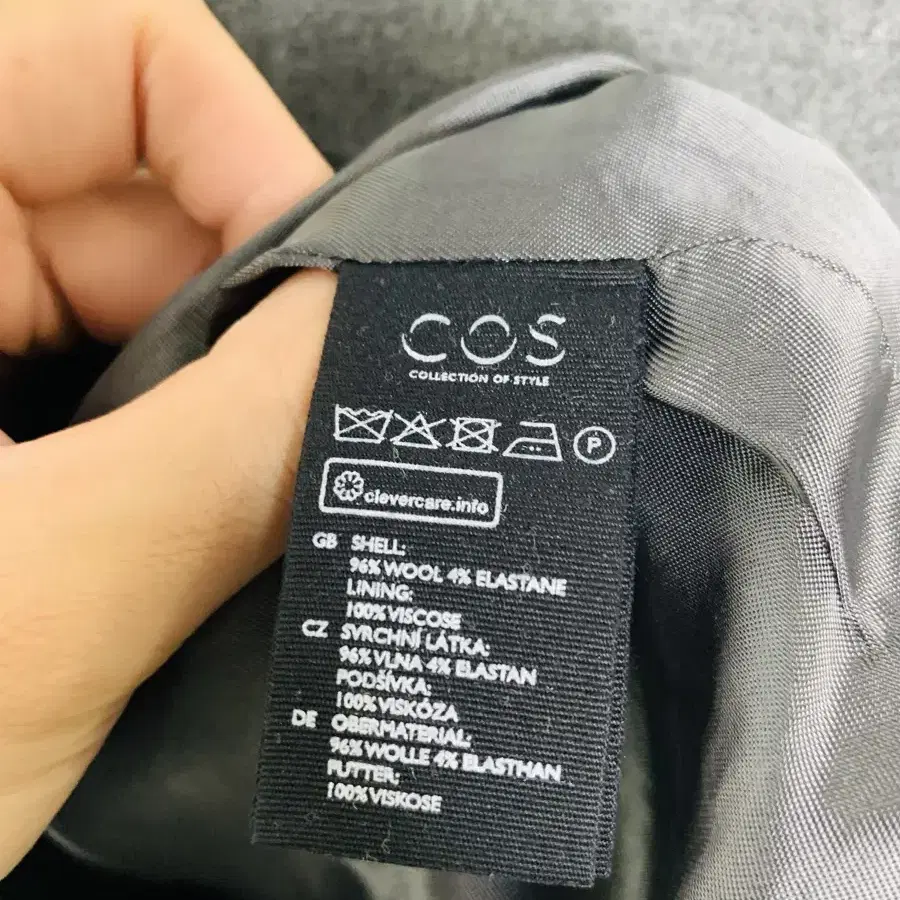 COS
COLLECTION OF STYLE
P
clevercare.info
GB SHELL:
96% WOOL 4% ELASTANE
LINING:
100% VISCOSE
CZ SVRCHNÍ LÁTKA:
96% VLNA 4% ELASTAN
PODŠÍVKA:
100% VISKÓZA
DE OBERMATERIAL:
96% WOLLE 4% ELASTHAN
FUTTER:
100% VISKOSE